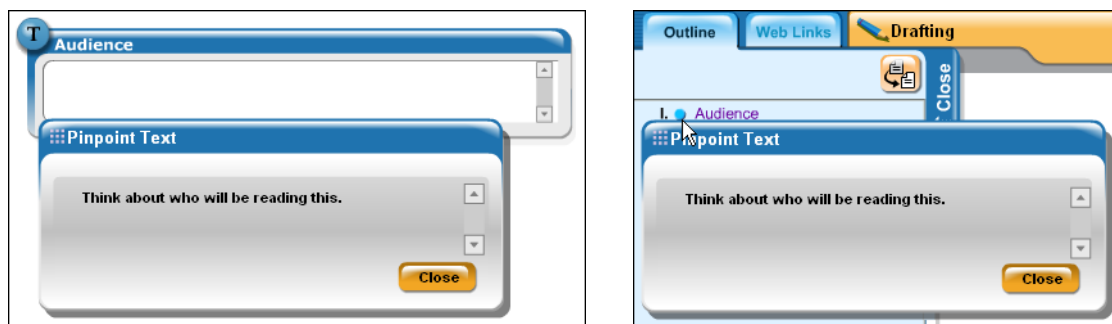 T
Audience
Pinpoint Text
Think about who will be reading this.
Close
Outline
Web Links
Drafting
Close
I. Audience
Pinpoint Text
Think about who will be reading this.
Close